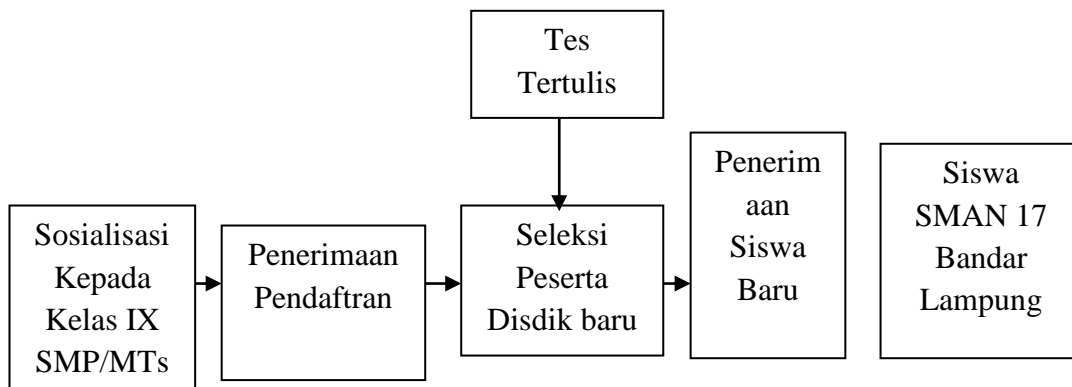 Tes
Tertulis
Sosialisasi
Kepada
Kelas IX
SMP/MTs
Penerimaan
Pendaftran
Seleksi
Peserta
Disdik baru
Penerim
aan
Siswa
Baru
Siswa
SMAN 17
Bandar
Lampung